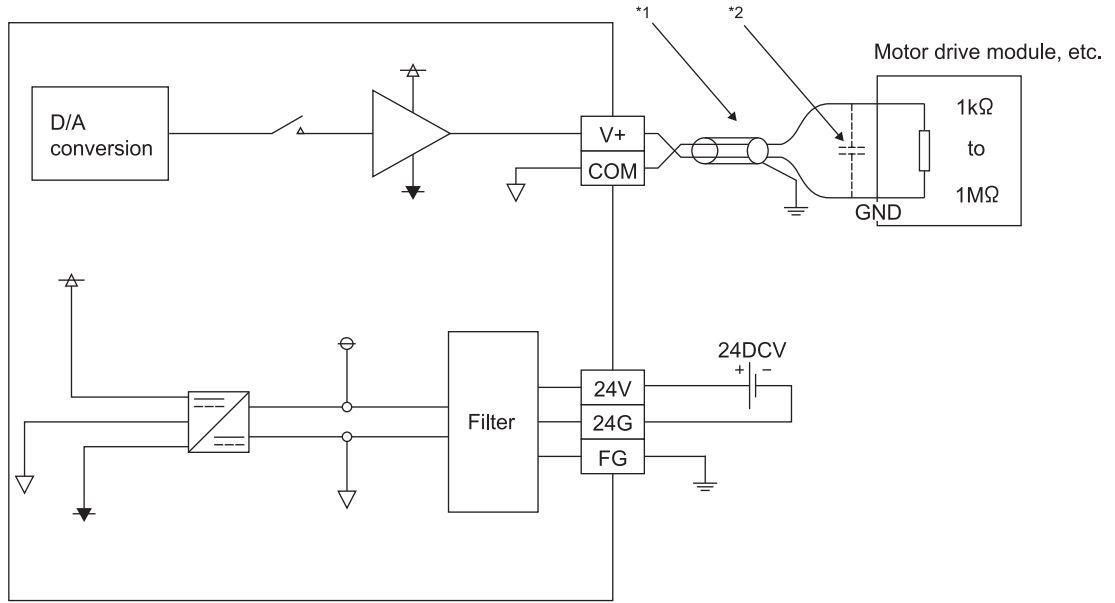 *1
*2
Motor drive module, etc.
D/A
conversion
V+
COM
1kΩ
to
1MΩ
GND
24DCV
+ −
24V
24G
FG
Filter